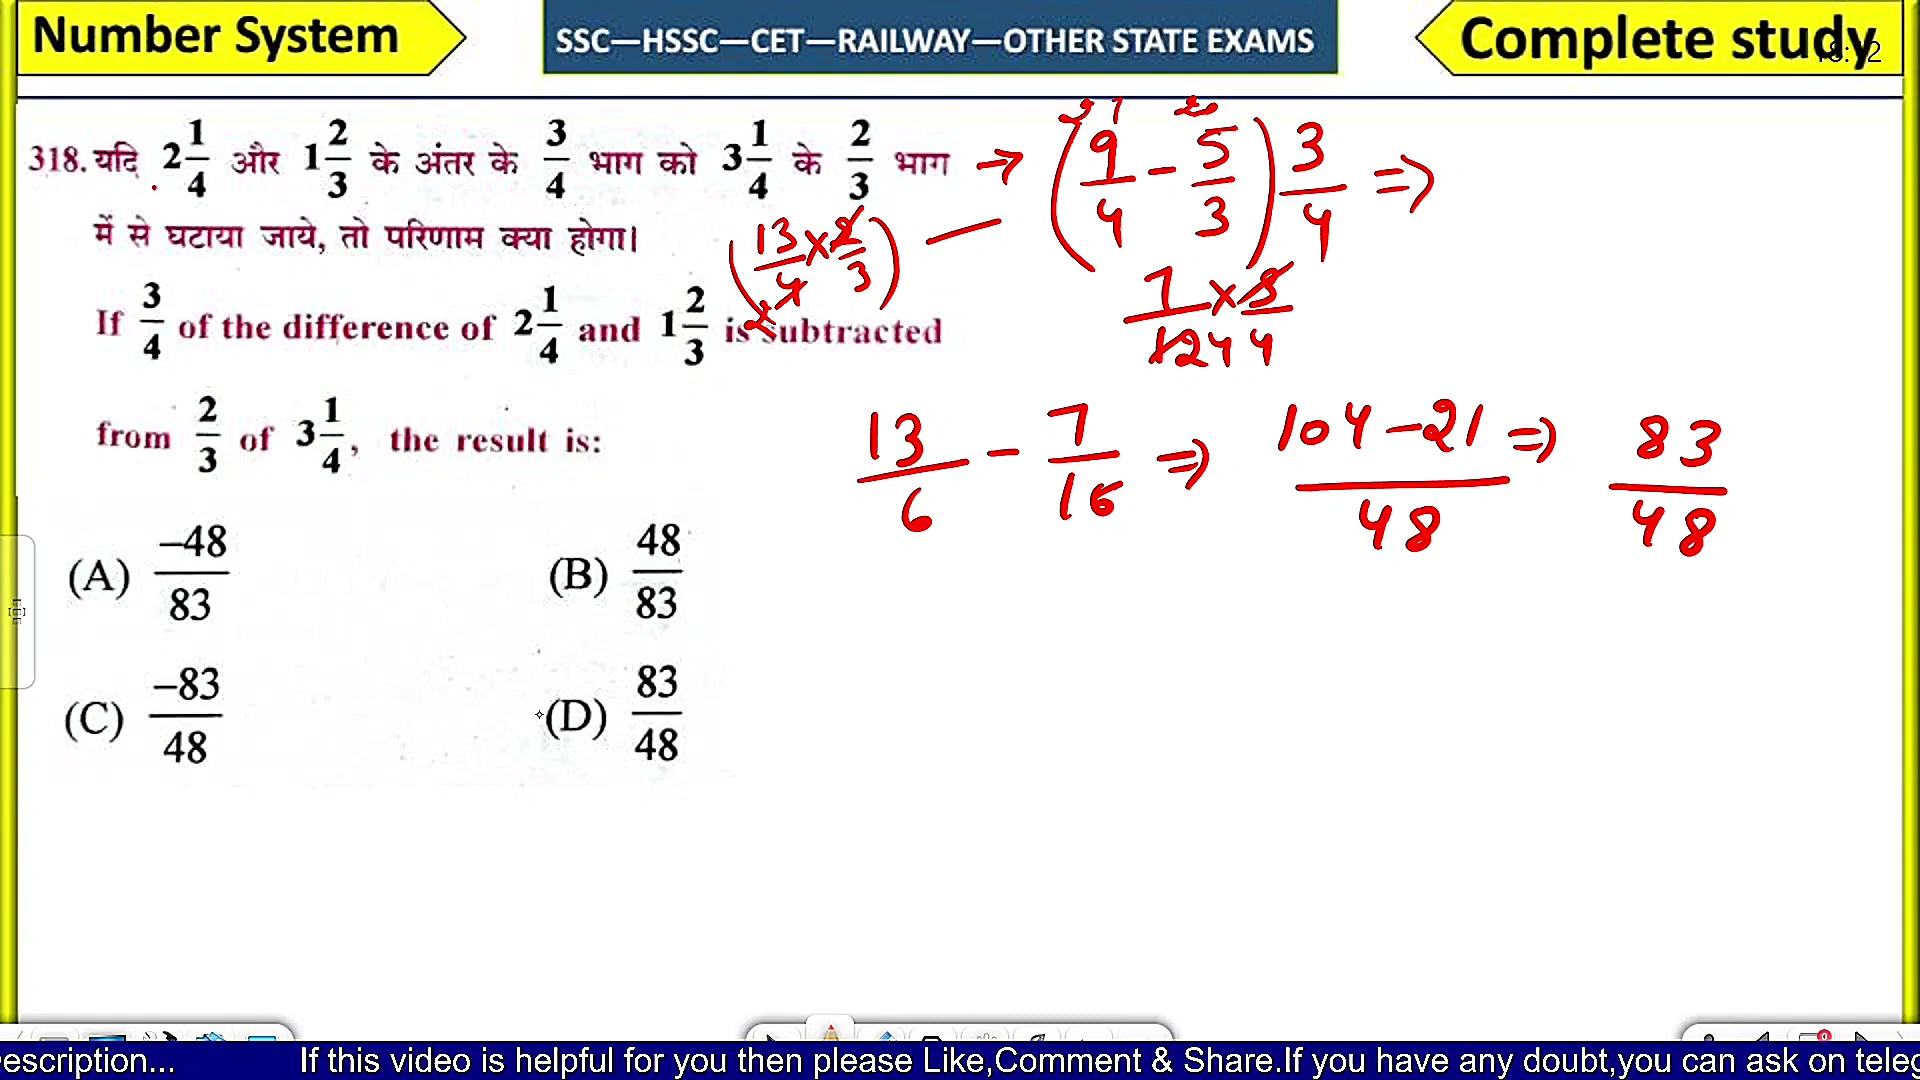 Number System
SSC—HSSC—CET—RAILWAY—OTHER STATE EXAMS
Complete study
318. यदि 2 1/4 और 1 2/3 के अंतर के 3/4 भाग को 3 1/4 के 2/3 भाग
में से घटाया जाये, तो परिणाम क्या होगा।
If 3/4 of the difference of 2 1/4 and 1 2/3 is subtracted
from 2/3 of 3 1/4, the result is:
(A) –48/83
(B) 48/83
(C) –83/48
(D) 83/48
→ (9/4 – 5/3) 3/4 ⇒
(13/4 × 2/3) —
7/12 4 × 3/4
13/6 – 7/16 ⇒ 104–21/48 ⇒ 83/48
escription...
If this video is helpful for you then please Like,Comment & Share.If you have any doubt,you can ask on teleg